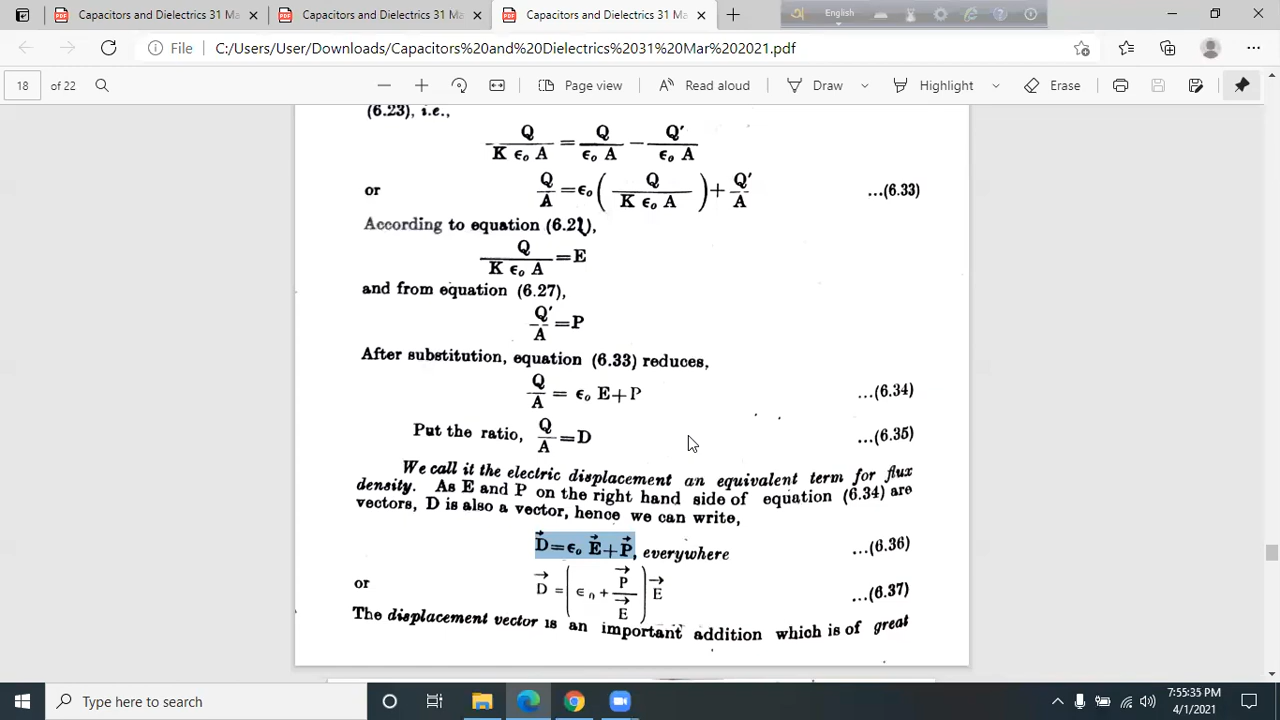 Capacitors and Dielectrics 31 Ma
Capacitors and Dielectrics 31 Ma
Capacitors and Dielectrics 31 Ma
English
File
C:/Users/User/Downloads/Capacitors%20and%20Dielectrics%2031%20Mar%202021.pdf
18 of 22
Page view
Read aloud
Draw
Highlight
Erase
(6.23), i.e.,
Q / K ϵ₀ A = Q / ϵ₀ A − Q' / ϵ₀ A
or Q / A = ϵ₀ ( Q / K ϵ₀ A ) + Q' / A ...(6.33)
According to equation (6.21),
Q / K ϵ₀ A = E
and from equation (6.27),
Q' / A = P
After substitution, equation (6.33) reduces,
Q / A = ϵ₀ E+P ...(6.34)
Put the ratio, Q / A = D ...(6.35)
We call it the electric displacement an equivalent term for flux
density. As E and P on the right hand side of equation (6.34) are
vectors, D is also a vector, hence we can write,
D⃗=ϵ₀ E⃗+P⃗, everywhere ...(6.36)
or D⃗ = ( ϵ₀ + P⃗ / E⃗ ) E⃗ ...(6.37)
The displacement vector is an important addition which is of great
Type here to search
7:55:35 PM
4/1/2021